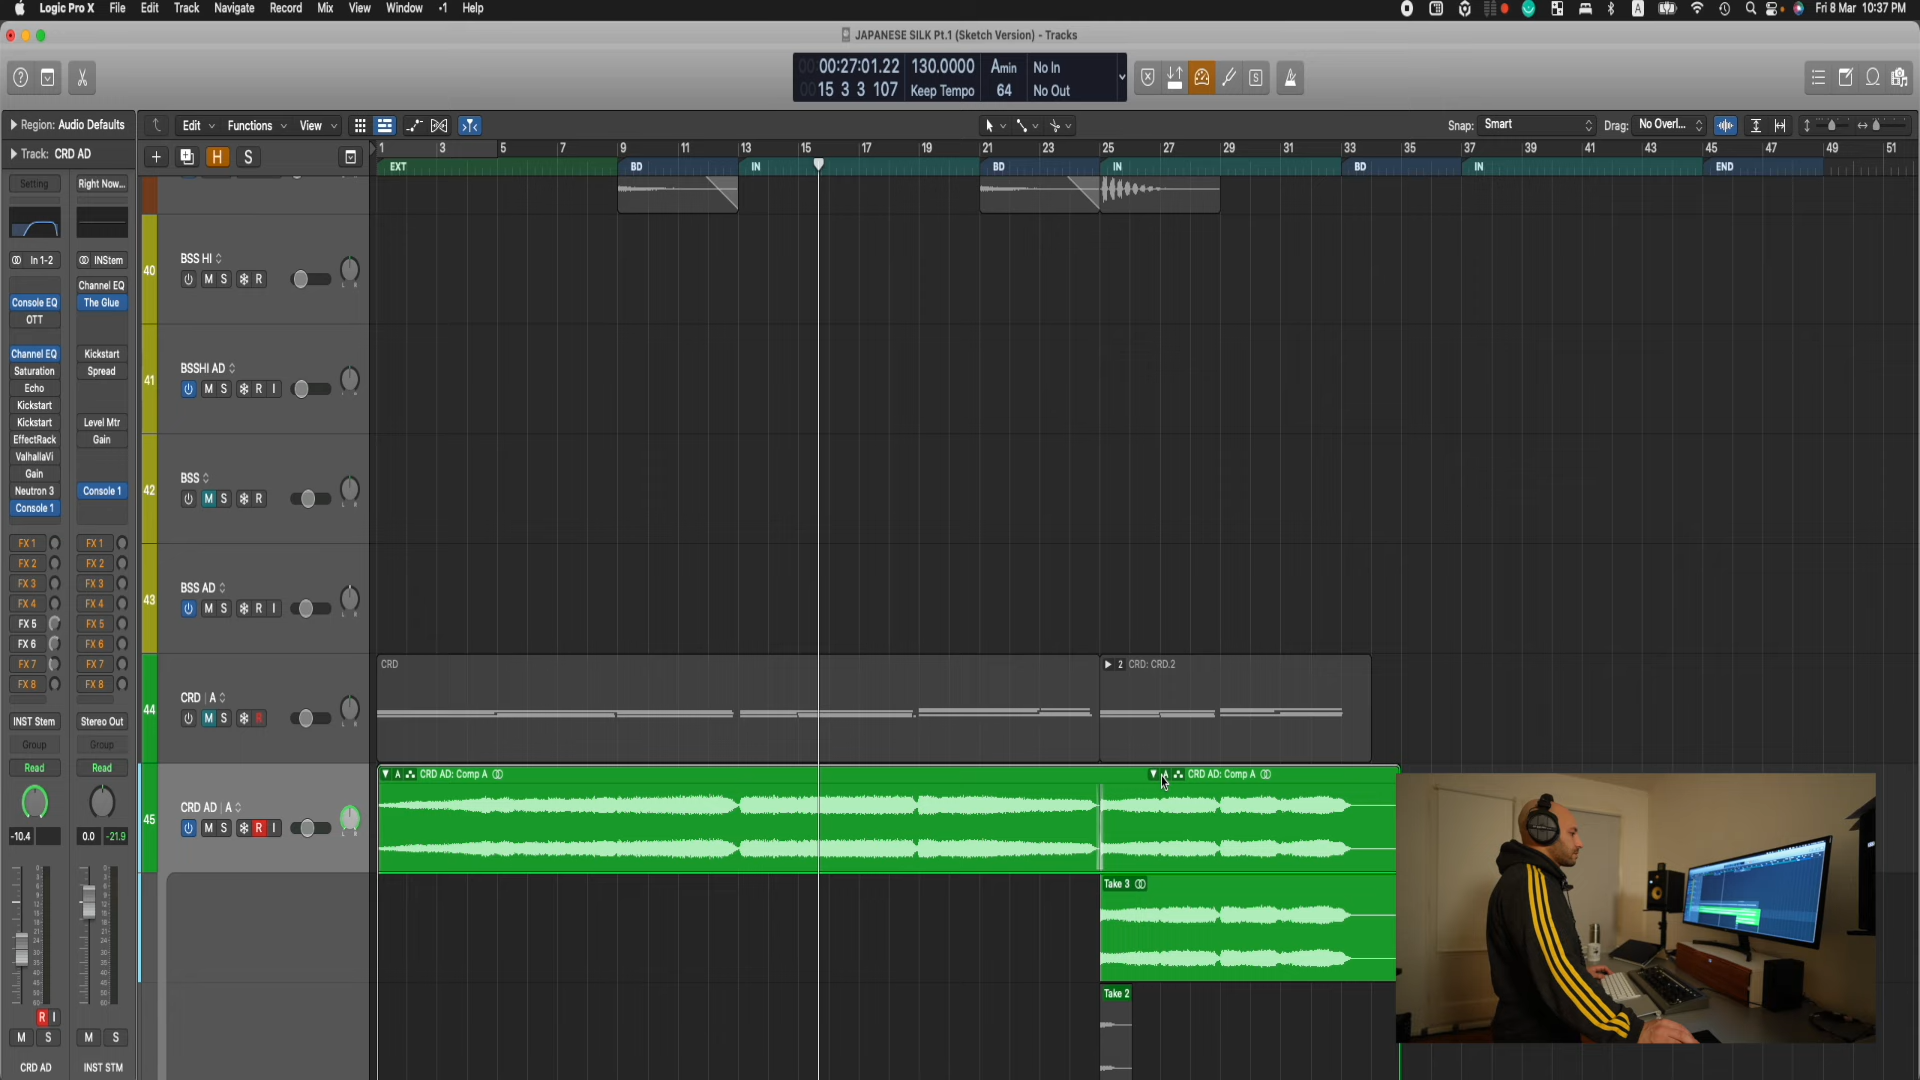 Logic Pro X File Edit Track Navigate Record Mix View Window 1 Help
A Fri 8 Mar 10:37 PM
JAPANESE SILK Pt.1 (Sketch Version) - Tracks
00:27:01.22 130.0000 Amin No In
15 3 3 107 Keep Tempo 64 No Out
Region: Audio Defaults
Edit Functions View
Snap: Smart Drag: No Overl...
Track: CRD AD
H S
1 3 5 7 9 11 13 15 17 19 21 23 25 27 29 31 33 35 37 39 41 43 45 47 49 51
EXT BD IN BD IN BD IN END
Setting Right Now...
In 1-2 INStem
Channel EQ
Console EQ The Glue
OTT
Channel EQ Kickstart
Saturation Spread
Echo
Kickstart
Kickstart Level Mtr
EffectRack Gain
ValhallaVi
Gain
Neutron 3 Console 1
Console 1
FX 1 FX 1
FX 2 FX 2
FX 3 FX 3
FX 4 FX 4
FX 5 FX 5
FX 6 FX 6
FX 7 FX 7
FX 8 FX 8
INST Stem Stereo Out
Group Group
Read Read
-10.4 0.0 -21.9
R I
M S M S
CRD AD INST STM
40 BSS HI
M S R
41 BSSHI AD
M S R I
42 BSS
M S R
43 BSS AD
M S R I
44 CRD | A
M S R
CRD
2 CRD: CRD.2
45 CRD AD | A
M S R I
A CRD AD: Comp A
A CRD AD: Comp A
Take 3
Take 2